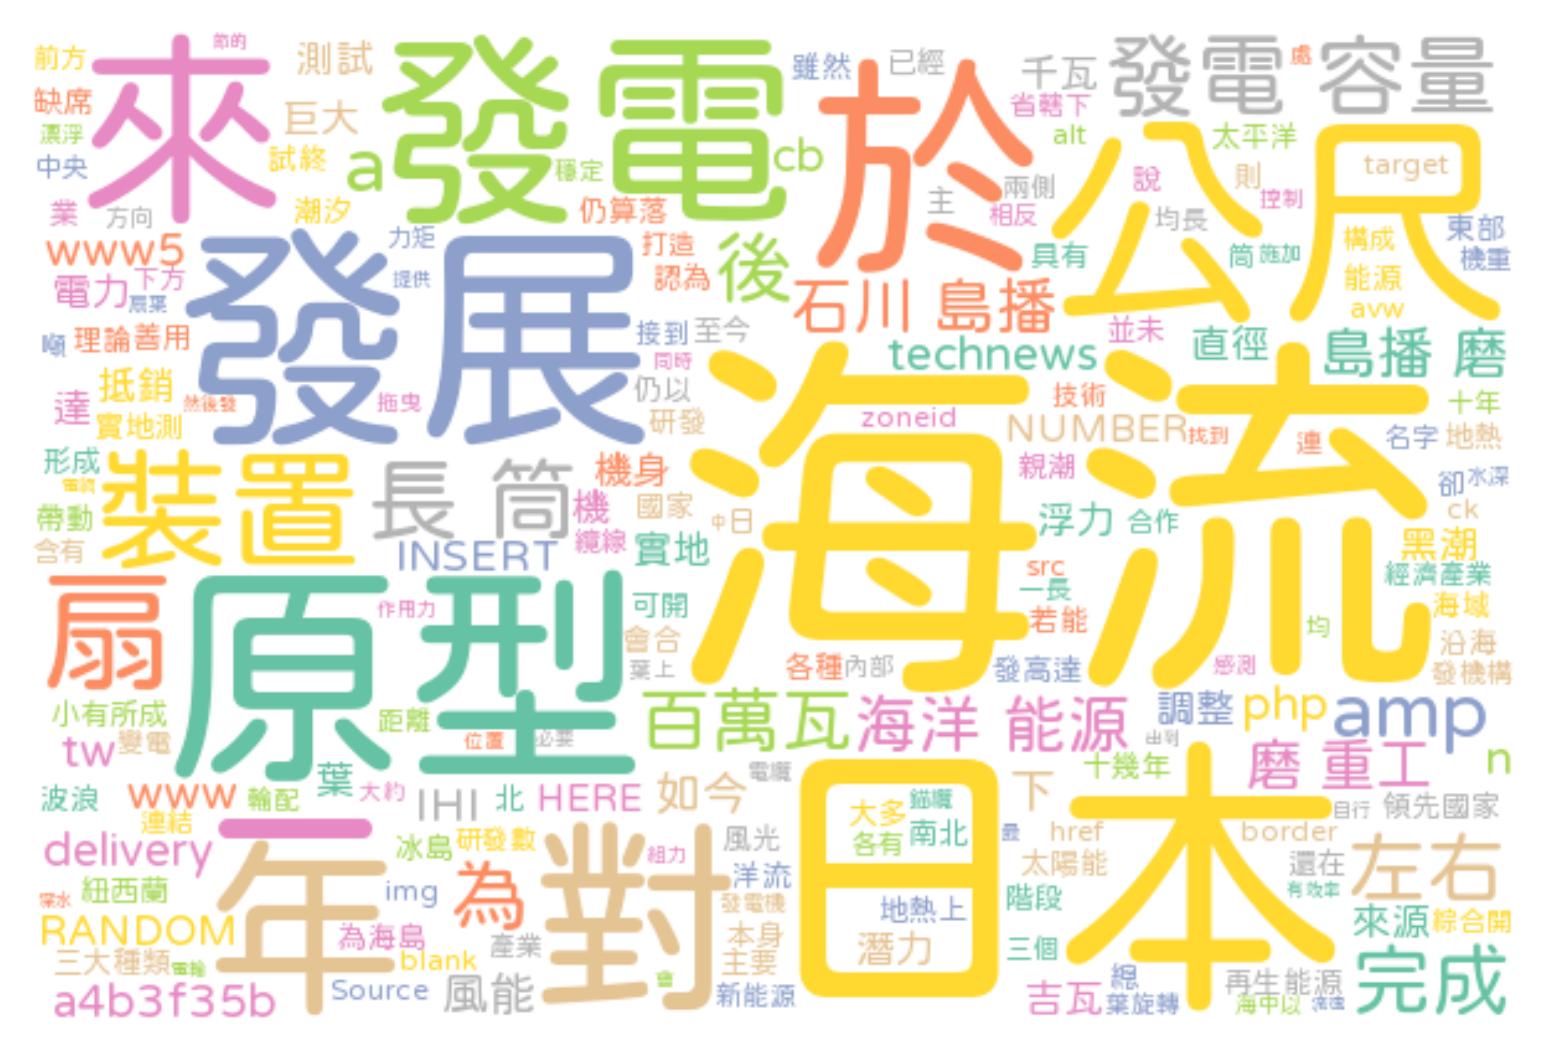 前方
節的
來
測試
發電
雖然
已經
千瓦
發電 容量
處
缺席
巨大
於
省轄下
濃浮
試終
a
穩定
cb
alt
太平洋
公尺
target
中央
業
方向
潮汐
仍算落
主
兩側
相反
說
則
控制
均長
www5
發展
力矩
打造
後
具有
筒
施加
構成
東部
機重
電力
下方
提供
認為
石川 島播
能源
扇葉
avw
噸
理論善用
接到
至今
technews
並未
直徑
島播 磨
同時
抵銷
海流
達
然後發
拖曳
仍以
zoneid
技術
十年
實地測
研發
NUMBER
找到
連
名字
地熱
形成
裝置
長 筒
機身
親潮
卻
水深
帶動
機
國家
中日
浮力
合作
ck
含有
INSERT
纜線
實地
黑潮
src
經濟產業
扇
原型
作用力
可開
一長
海域
若能
均
會合
沿海
葉上
各種
內部
發高達
感測
發機構
小有所成
距離
百萬瓦
海洋 能源
調整
php
amp
tw
變電
位置
必要
出到
磨 重工
n
葉
大約
電纜
十幾年
波浪
www
輪配
IHI
北
HERE
如今
日本
下
連結
大多
錨纜
自行
領先國家
delivery
年
冰島
研發數
對
風光
各有
南北
最
href
border
組力
太陽能
還在
左右
紐西蘭
img
為
洋流
階段
有效率
深水
發電機
地熱上
RANDOM
為海島
本身
來源
綜合開
產業
潛力
三個
三大種類
電輸
blank
主要
完成
會
總
再生能源
a4b3f35b
Source
風能
新能源
吉瓦
葉旋轉
海中以